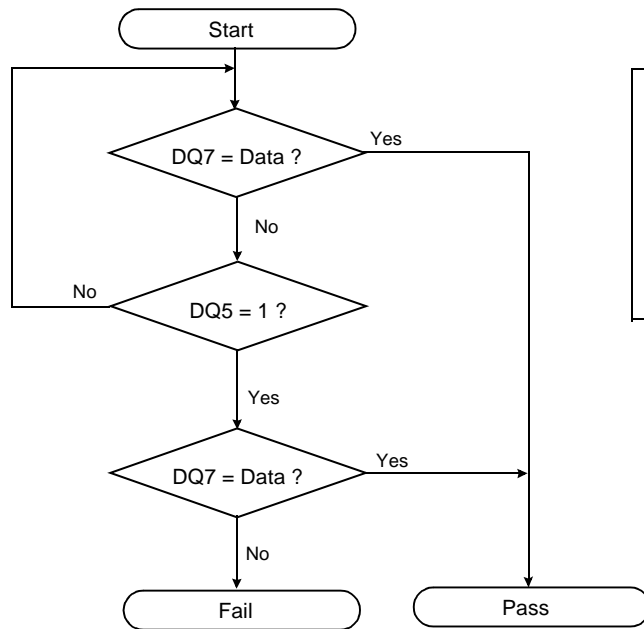 Start
DQ7 = Data ?
Yes
No
No
DQ5 = 1 ?
Yes
DQ7 = Data ?
Yes
No
Fail
Pass